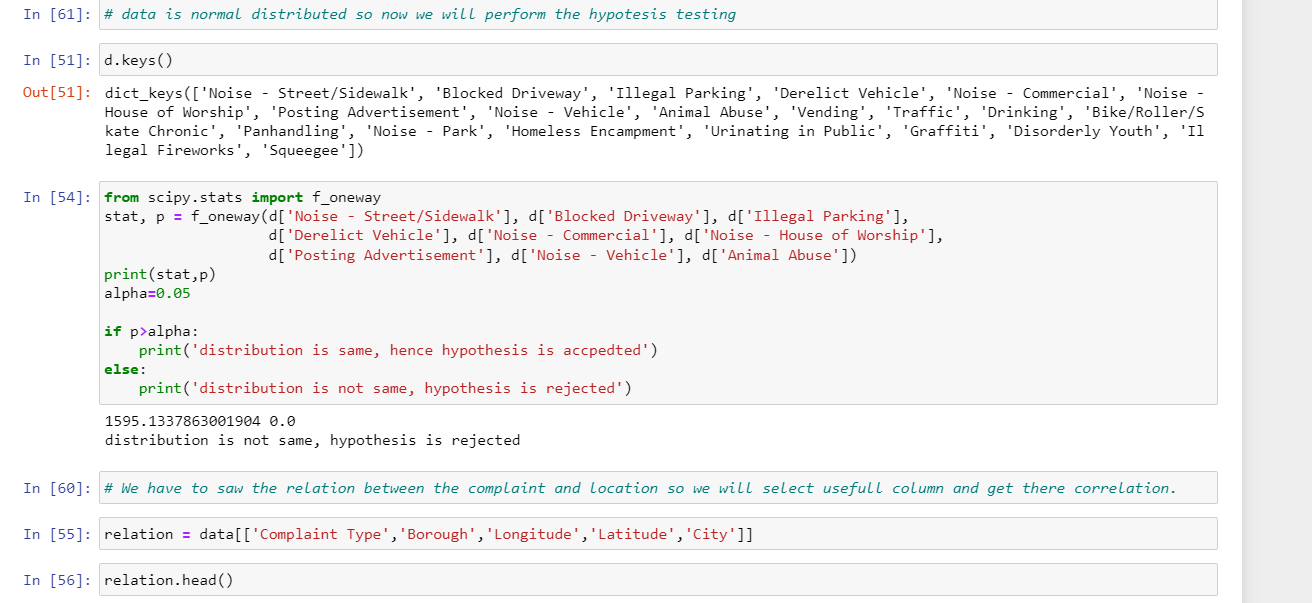 In [61]: # data is normal distributed so now we will perform the hypotesis testing
In [51]: d.keys()
Out[51]: dict_keys(['Noise - Street/Sidewalk', 'Blocked Driveway', 'Illegal Parking', 'Derelict Vehicle', 'Noise - Commercial', 'Noise -
House of Worship', 'Posting Advertisement', 'Noise - Vehicle', 'Animal Abuse', 'Vending', 'Traffic', 'Drinking', 'Bike/Roller/S
kate Chronic', 'Panhandling', 'Noise - Park', 'Homeless Encampment', 'Urinating in Public', 'Graffiti', 'Disorderly Youth', 'Il
legal Fireworks', 'Squeegee'])
In [54]: from scipy.stats import f_oneway
stat, p = f_oneway(d['Noise - Street/Sidewalk'], d['Blocked Driveway'], d['Illegal Parking'],
d['Derelict Vehicle'], d['Noise - Commercial'], d['Noise - House of Worship'],
d['Posting Advertisement'], d['Noise - Vehicle'], d['Animal Abuse'])
print(stat,p)
alpha=0.05
if p>alpha:
print('distribution is same, hence hypothesis is accpedted')
else:
print('distribution is not same, hypothesis is rejected')
1595.1337863001904 0.0
distribution is not same, hypothesis is rejected
In [60]: # We have to saw the relation between the complaint and location so we will select usefull column and get there correlation.
In [55]: relation = data[['Complaint Type','Borough','Longitude','Latitude','City']]
In [56]: relation.head()